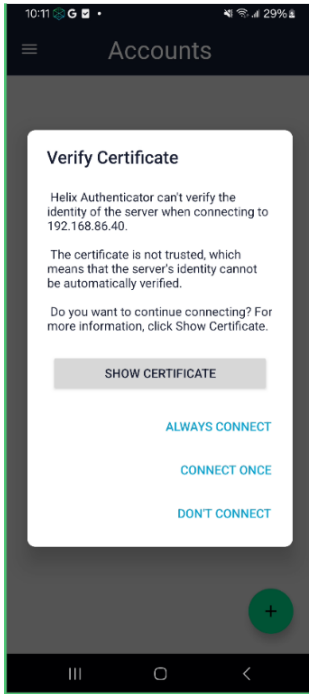 10:11 G 29%
Accounts
Verify Certificate
Helix Authenticator can't verify the
identity of the server when connecting to
192.168.86.40.
The certificate is not trusted, which
means that the server's identity cannot
be automatically verified.
Do you want to continue connecting? For
more information, click Show Certificate.
SHOW CERTIFICATE
ALWAYS CONNECT
CONNECT ONCE
DON'T CONNECT
+